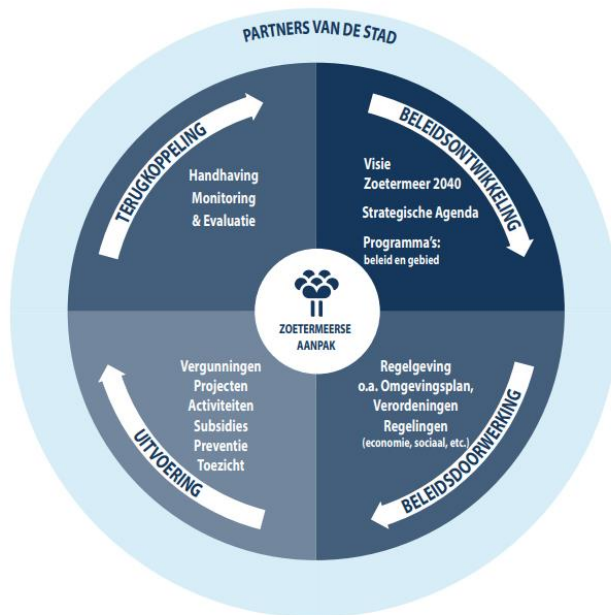 PARTNERS VAN DE STAD
TERUGKOPPELING
Handhaving
Monitoring
& Evaluatie
BELEIDSONTWIKKELING
Visie
Zoetermeer 2040
Strategische Agenda
Programma's:
beleid en gebied
ZOETERMEERSE
AANPAK
UITVOERING
Vergunningen
Projecten
Activiteiten
Subsidies
Preventie
Toezicht
BELEIDSDOORWERKING
Regelgeving
o.a. Omgevingsplan,
Verordeningen
Regelingen
(economie, sociaal, etc.)